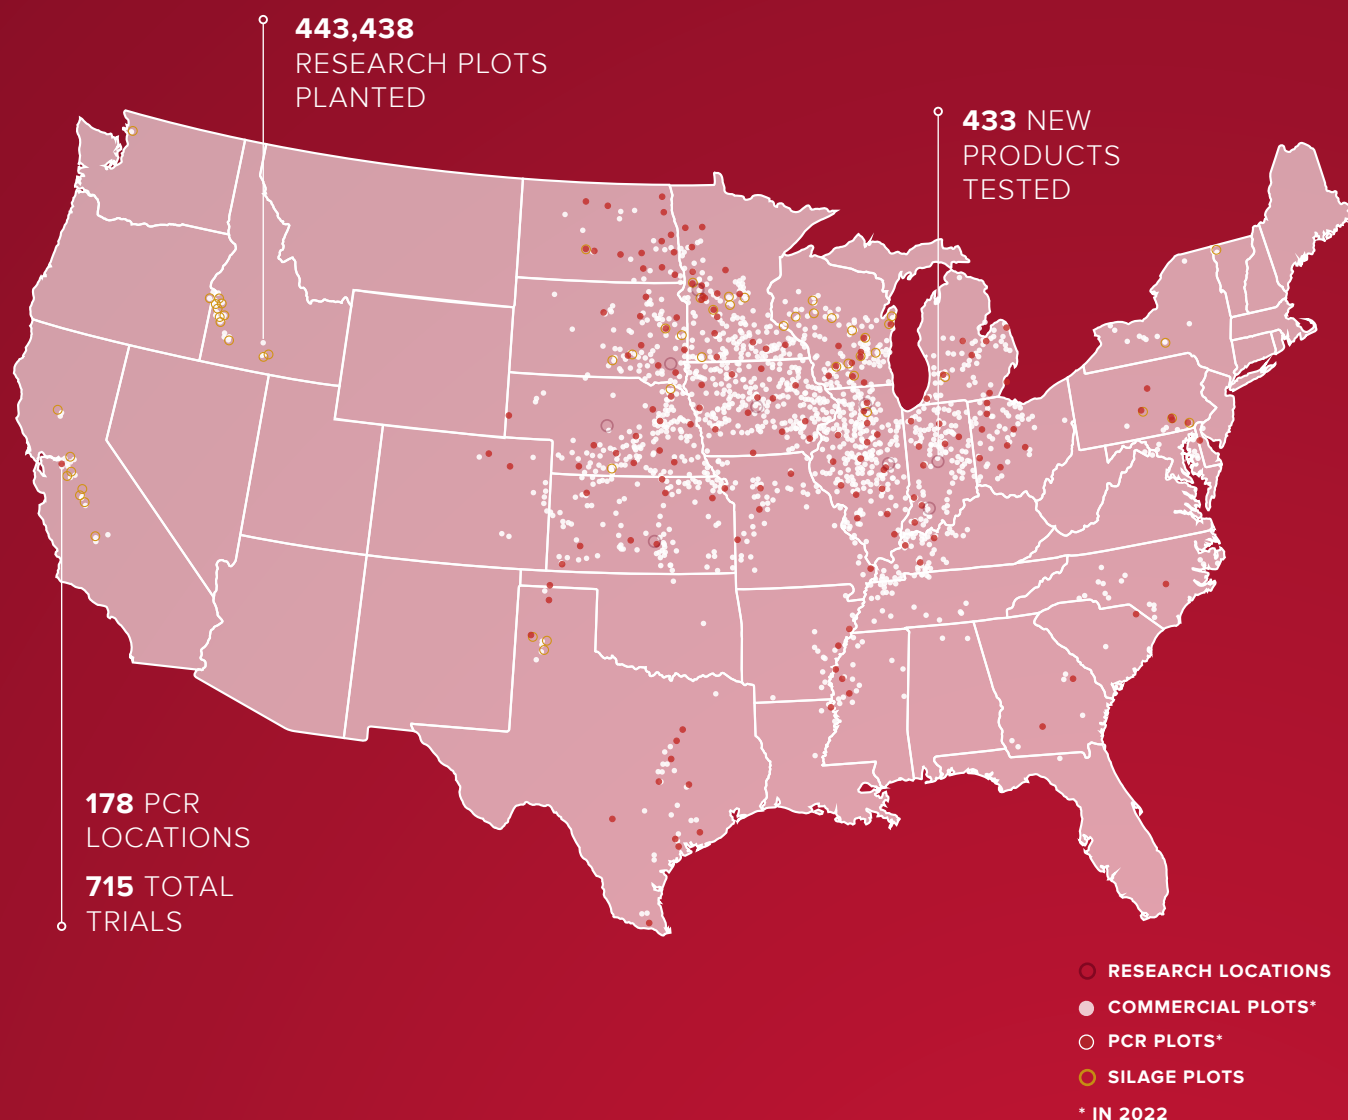 443,438
RESEARCH PLOTS
PLANTED
433 NEW
PRODUCTS
TESTED
178 PCR
LOCATIONS
715 TOTAL
TRIALS
RESEARCH LOCATIONS
COMMERCIAL PLOTS*
PCR PLOTS*
SILAGE PLOTS
* IN 2022